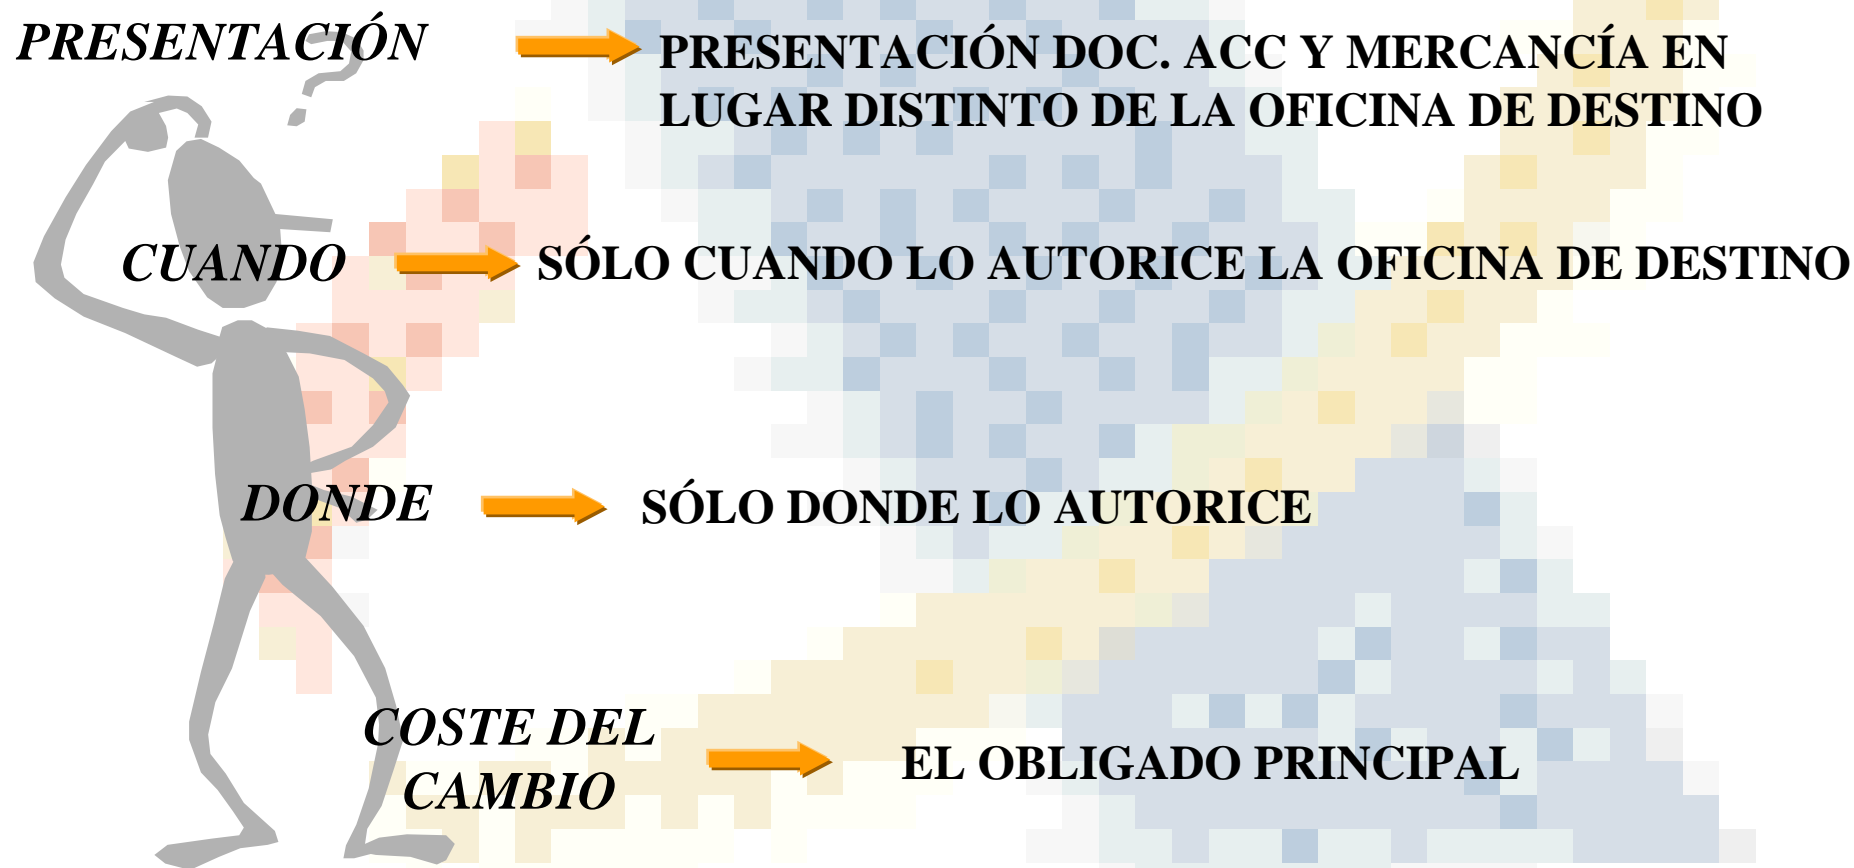 PRESENTACIÓN
PRESENTACIÓN DOC. ACC Y MERCANCÍA EN
LUGAR DISTINTO DE LA OFICINA DE DESTINO
CUANDO
SÓLO CUANDO LO AUTORICE LA OFICINA DE DESTINO
DONDE
SÓLO DONDE LO AUTORICE
COSTE DEL
CAMBIO
EL OBLIGADO PRINCIPAL